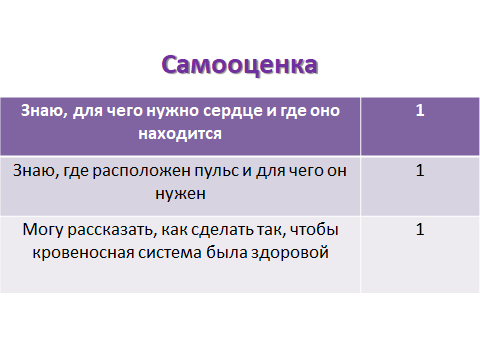 Самооценка
Знаю, для чего нужно сердце и где оно
находится
1
Знаю, где расположен пульс и для чего он
нужен
1
Могу рассказать, как сделать так, чтобы
кровеносная система была здоровой
1